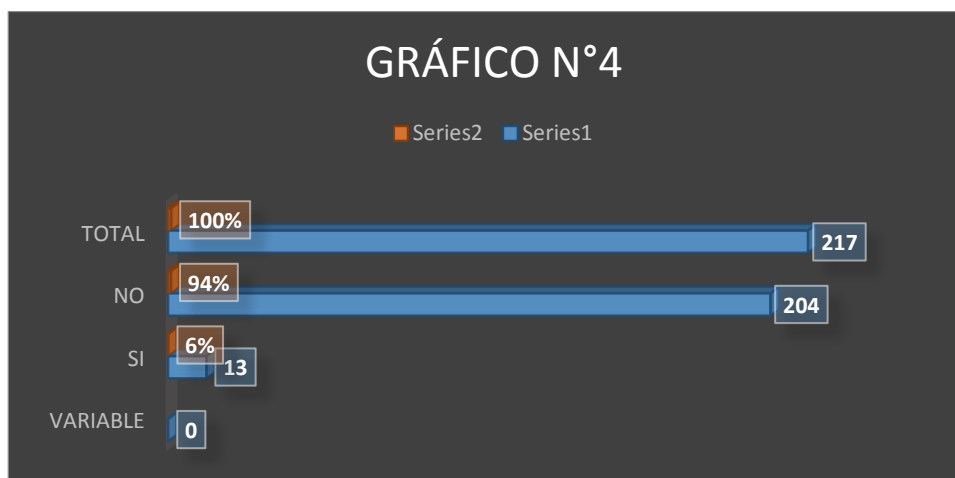 GRÁFICO N°4
Series2 Series1
TOTAL 100% 217
NO 94% 204
SI 6% 13
VARIABLE 0